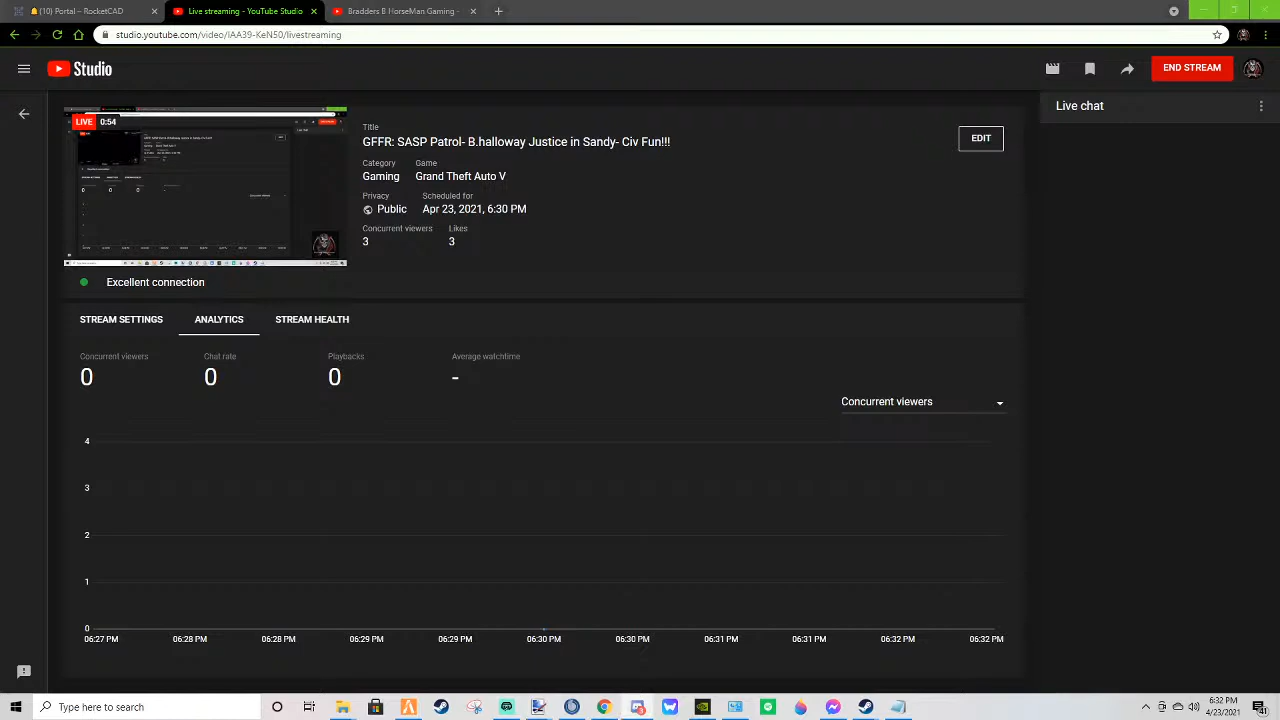 (10) Portal – RocketCAD
Live streaming - YouTube Studio
Bradders B HorseMan Gaming -
studio.youtube.com/video/IAA39-KeN50/livestreaming
Studio
END STREAM
LIVE 0:54
Title
GFFR: SASP Patrol- B.halloway Justice in Sandy- Civ Fun!!!
EDIT
Category Game
Gaming Grand Theft Auto V
Privacy Scheduled for
Public Apr 23, 2021, 6:30 PM
Concurrent viewers Likes
3 3
Excellent connection
Live chat
STREAM SETTINGS ANALYTICS STREAM HEALTH
Concurrent viewers Chat rate Playbacks Average watchtime
0 0 0 -
Concurrent viewers
4
3
2
1
0
06:27 PM 06:28 PM 06:28 PM 06:29 PM 06:29 PM 06:30 PM 06:30 PM 06:31 PM 06:31 PM 06:32 PM 06:32 PM
Type here to search
6:32 PM
4/23/2021